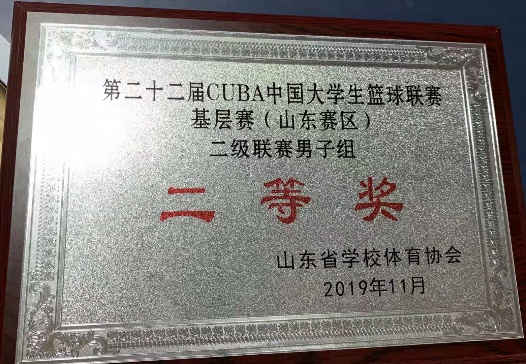 第二十二届CUBA中国大学生篮球联赛
基层赛（山东赛区）
二级联赛男子组
二等奖
山东省学校体育协会
2019年11月